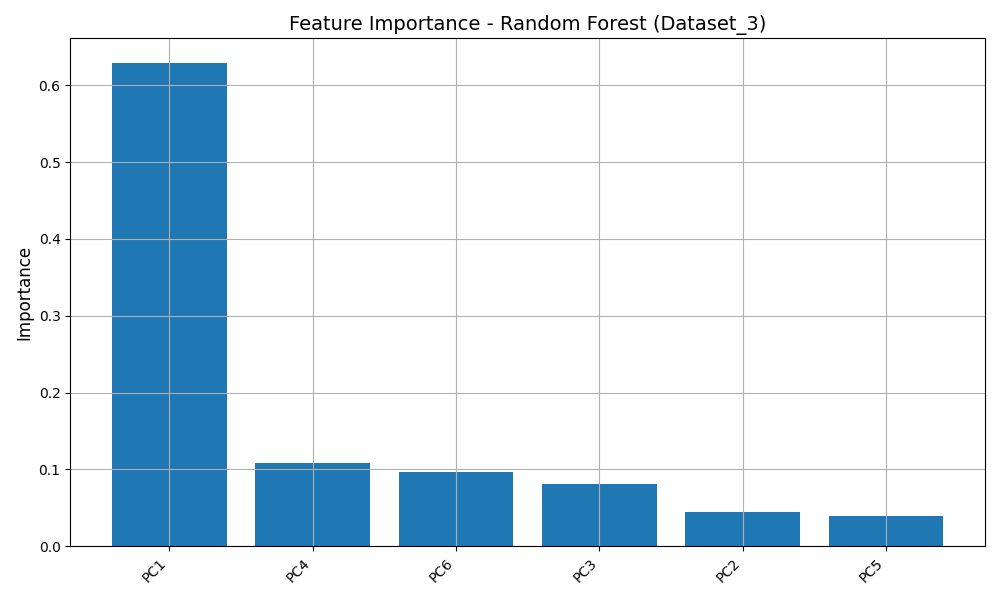 Feature Importance - Random Forest (Dataset_3)
Importance
0.6
0.5
0.4
0.3
0.2
0.1
0.0
PC1
PC4
PC6
PC3
PC2
PC5